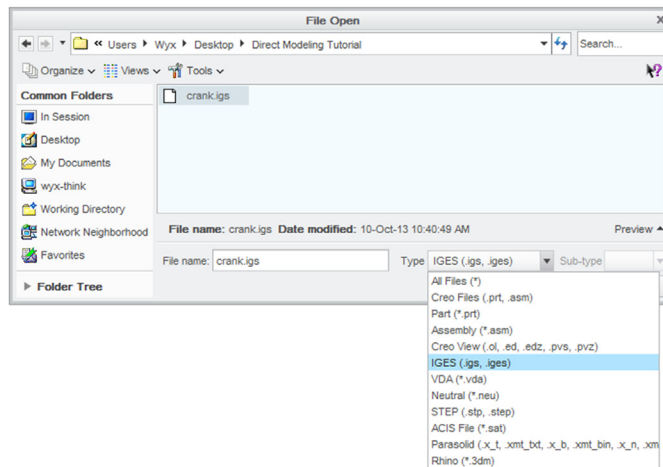 File Open
« Users Wyx Desktop Direct Modeling Tutorial
Search...
Organize Views Tools
Common Folders
In Session
Desktop
My Documents
wyx-think
Working Directory
Network Neighborhood
Favorites
Folder Tree
crank.igs
File name: crank.igs Date modified: 10-Oct-13 10:40:49 AM
Preview
File name: crank.igs
Type IGES (.igs, .iges)
Sub-type
All Files (*)
Creo Files (.prt, .asm)
Part (*.prt)
Assembly (*.asm)
Creo View (.ol, .ed, .edz, .pvs, .pvz)
IGES (.igs, .iges)
VDA (*.vda)
Neutral (*.neu)
STEP (.stp, .step)
ACIS File (*.sat)
Parasolid (.x_t, .xmt_txt, .x_b, .xmt_bin, .x_n, .xm
Rhino (*.3dm)